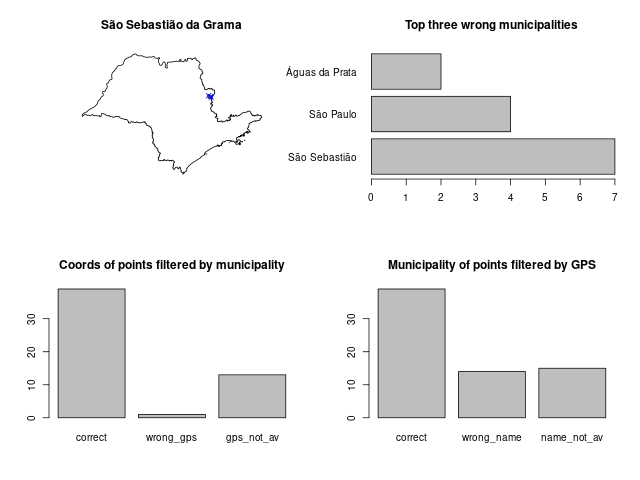 São Sebastião da Grama
Top three wrong municipalities
Águas da Prata
São Paulo
São Sebastião
0 1 2 3 4 5 6 7
Coords of points filtered by municipality
0 10 20 30
correct wrong_gps gps_not_av
Municipality of points filtered by GPS
0 10 20 30
correct wrong_name name_not_av